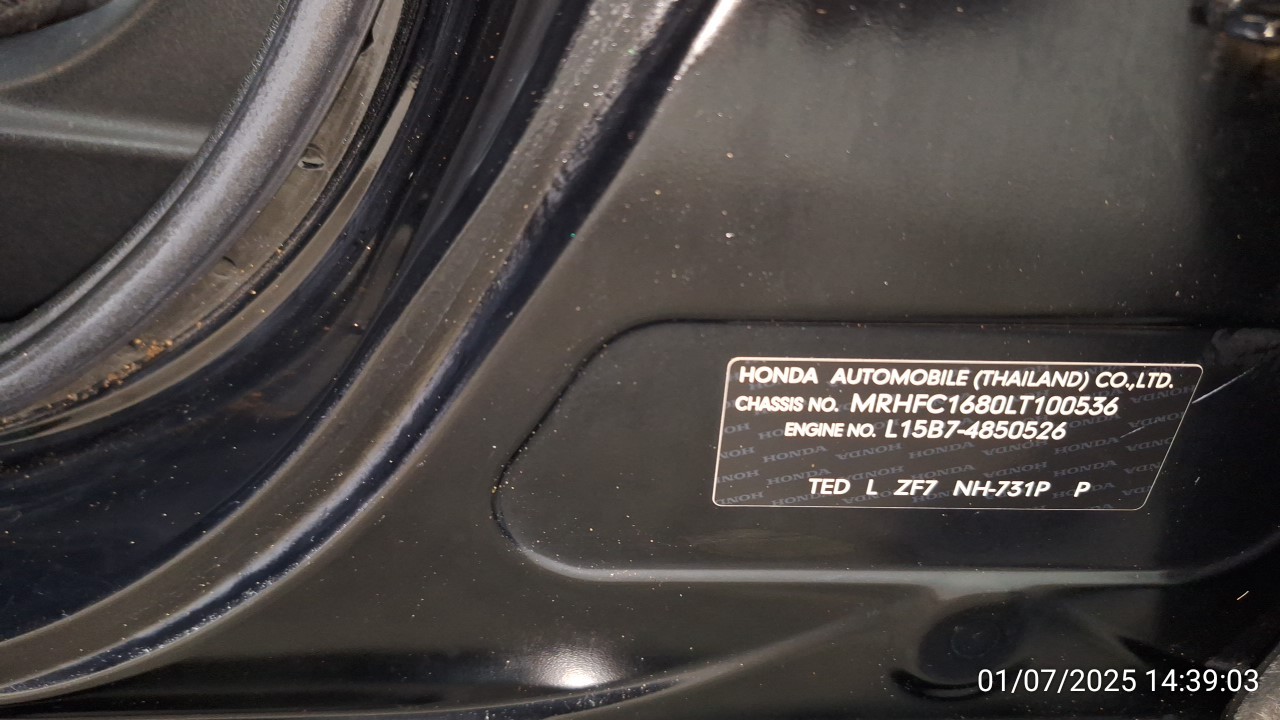 HONDA AUTOMOBILE (THAILAND) CO.,LTD.
CHASSIS NO. MRHFC1680LT100536
ENGINE NO. L15B7-4850526
TED L ZF7 NH-731P P
01/07/2025 14:39:03